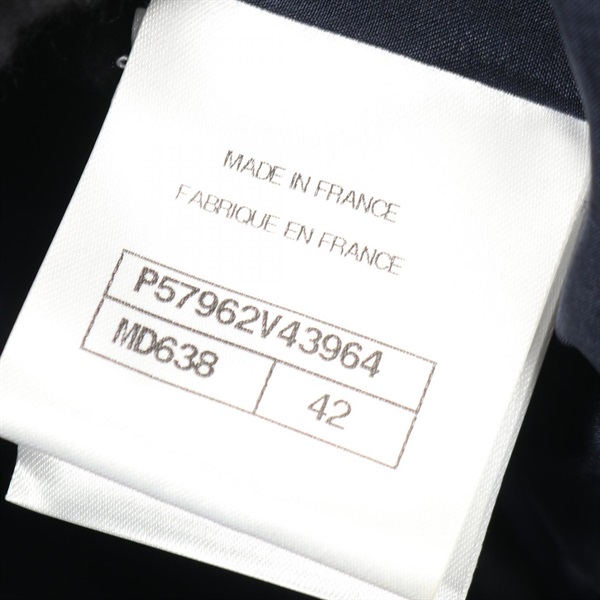 MADE IN FRANCE
FABRIQUE EN FRANCE
P57962V43964
MD638
42